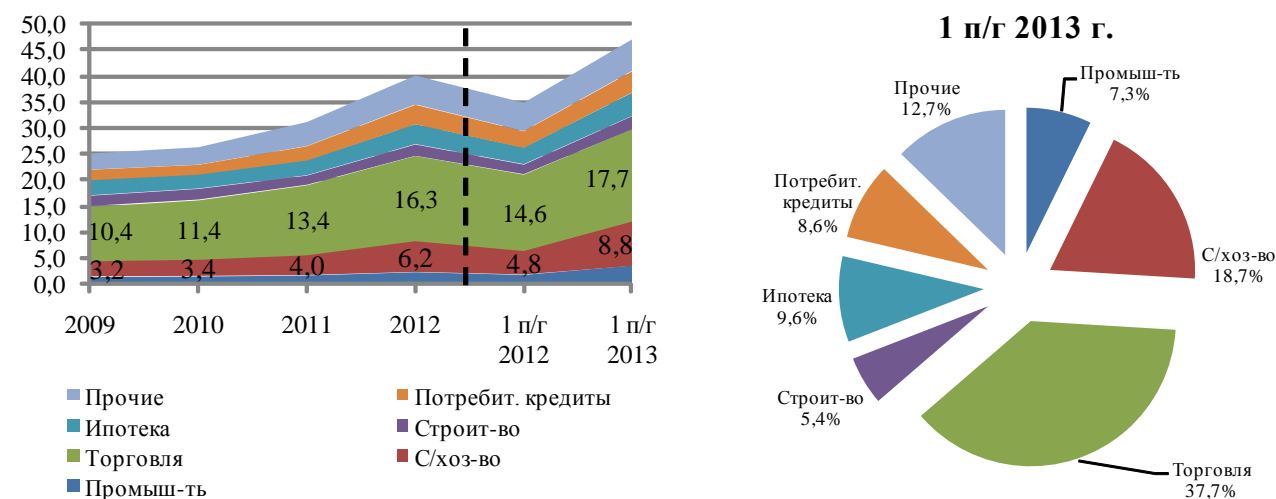 50,0
45,0
40,0
35,0
30,0
25,0
20,0
15,0
10,0
5,0
0,0
10,4 11,4 13,4 16,3 14,6 17,7
3,2 3,4 4,0 6,2 4,8 8,8
2009 2010 2011 2012 1 п/г 1 п/г
2012 2013
Прочие Потребит. кредиты
Ипотека Строит-во
Торговля С/хоз-во
Промыш-ть
1 п/г 2013 г.
Промыш-ть
7,3%
Прочие
12,7%
Потребит.
кредиты
8,6%
С/хоз-во
18,7%
Ипотека
9,6%
Строит-во
5,4%
Торговля
37,7%